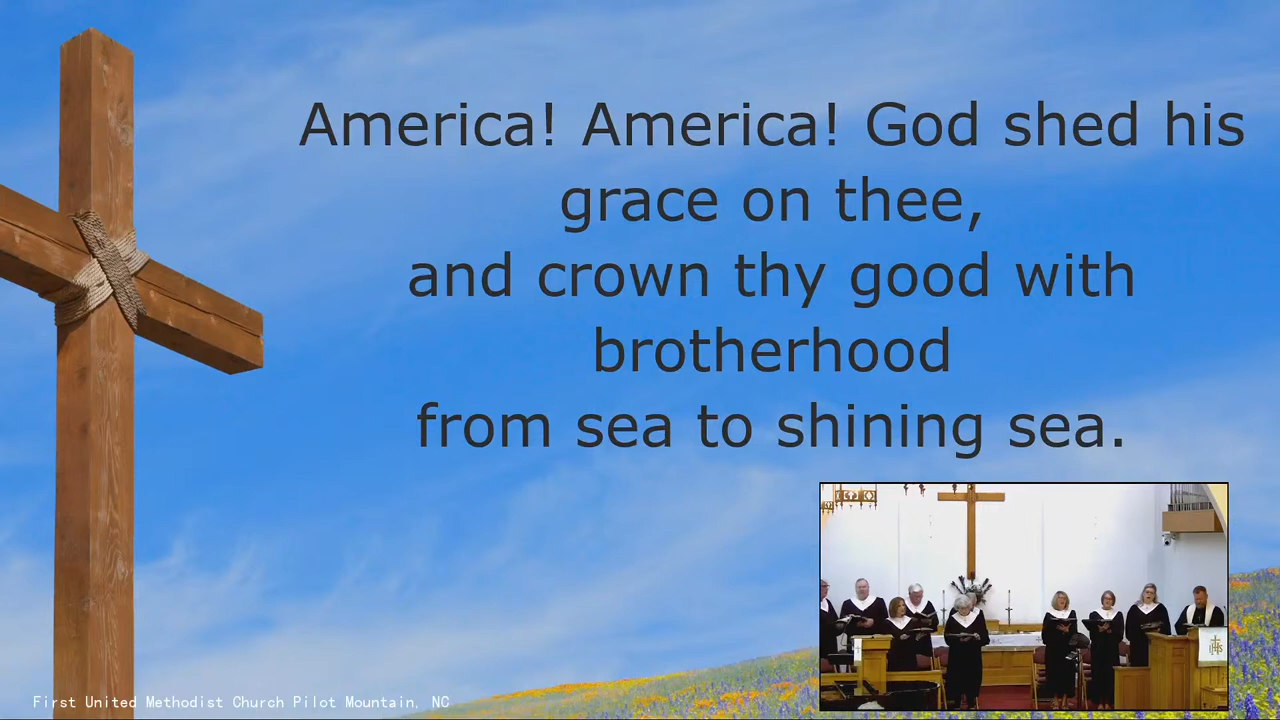 America! America! God shed his
grace on thee,
and crown thy good with
brotherhood
from sea to shining sea.
First United Methodist Church Pilot Mountain, NC
IHS